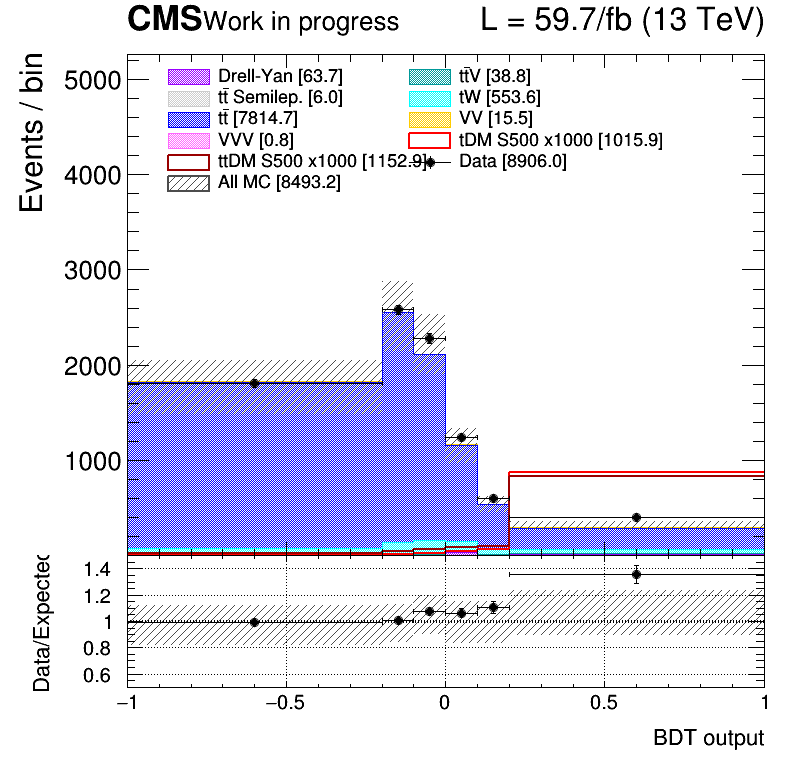 CMS Work in progress L = 59.7/fb (13 TeV)
Events / bin
5000
4000
3000
2000
1000
Drell-Yan [63.7] tt̄V [38.8]
tt̄ Semilep. [6.0] tW [553.6]
tt̄ [7814.7] VV [15.5]
VVV [0.8] tDM S500 x1000 [1015.9]
ttDM S500 x1000 [1152.9] Data [8906.0]
All MC [8493.2]
Data/Expected
1.4
1.2
1
0.8
0.6
−1 −0.5 0 0.5 1
BDT output